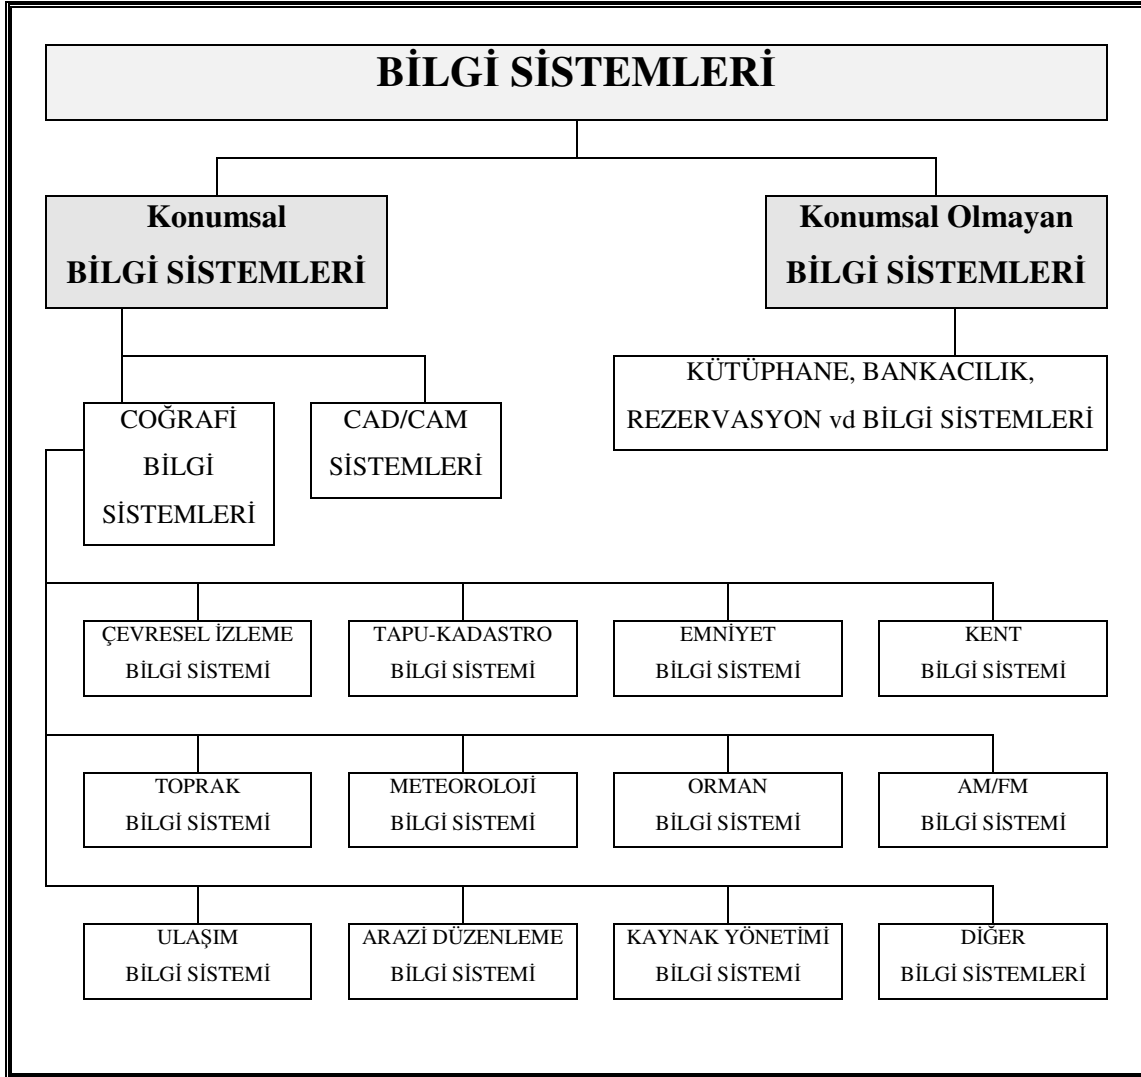 BİLGİ SİSTEMLERİ
Konumsal
BİLGİ SİSTEMLERİ
Konumsal Olmayan
BİLGİ SİSTEMLERİ
COĞRAFİ
BİLGİ
SİSTEMLERİ
CAD/CAM
SİSTEMLERİ
KÜTÜPHANE, BANKACILIK,
REZERVASYON vd BİLGİ SİSTEMLERİ
ÇEVRESEL İZLEME
BİLGİ SİSTEMİ
TAPU-KADASTRO
BİLGİ SİSTEMİ
EMNİYET
BİLGİ SİSTEMİ
KENT
BİLGİ SİSTEMİ
TOPRAK
BİLGİ SİSTEMİ
METEOROLOJİ
BİLGİ SİSTEMİ
ORMAN
BİLGİ SİSTEMİ
AM/FM
BİLGİ SİSTEMİ
ULAŞIM
BİLGİ SİSTEMİ
ARAZİ DÜZENLEME
BİLGİ SİSTEMİ
KAYNAK YÖNETİMİ
BİLGİ SİSTEMİ
DİĞER
BİLGİ SİSTEMLERİ